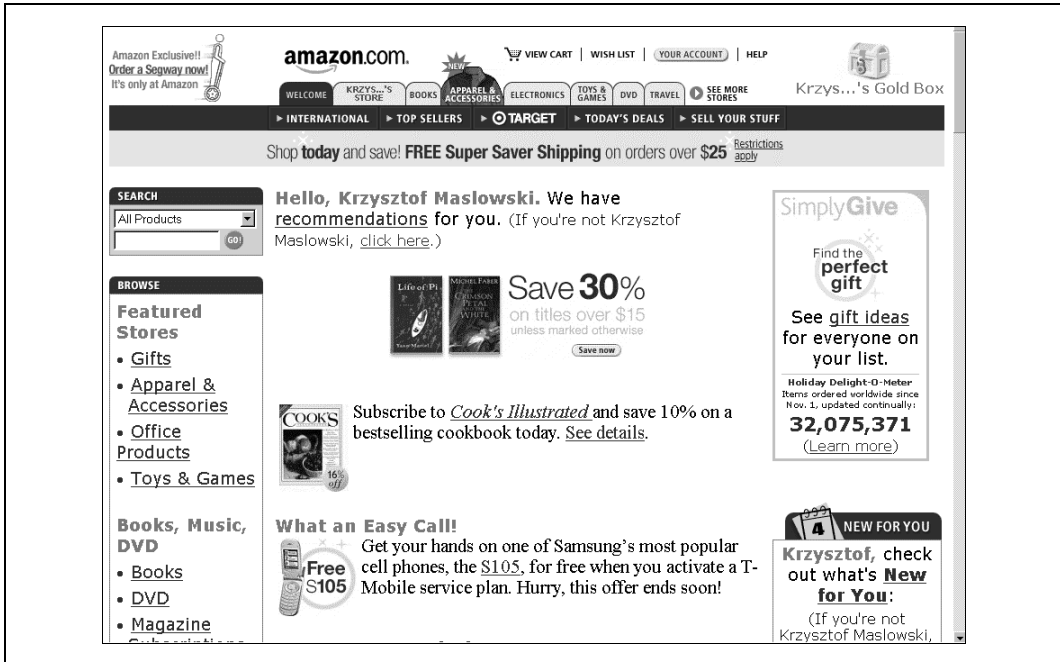 Amazon Exclusive!!
Order a Segway now!
It's only at Amazon
amazon.com.
VIEW CART | WISH LIST | YOUR ACCOUNT | HELP
Krzys...'s Gold Box
NEW
WELCOME
KRZYS...'S
STORE
BOOKS
APPAREL &
ACCESSORIES
ELECTRONICS
TOYS &
GAMES
DVD
TRAVEL
SEE MORE
STORES
INTERNATIONAL
TOP SELLERS
TARGET
TODAY'S DEALS
SELL YOUR STUFF
Shop today and save! FREE Super Saver Shipping on orders over $25 Restrictions
apply
SEARCH
All Products
GO!
BROWSE
Featured
Stores
• Gifts
• Apparel &
Accessories
• Office
Products
• Toys & Games
Books, Music,
DVD
• Books
• DVD
• Magazine
Subscriptions
Hello, Krzysztof Maslowski. We have
recommendations for you. (If you're not Krzysztof
Maslowski, click here.)
Life of Pi
Yann Martel
MICHEL FABER
THE
CRIMSON
PETAL
AND THE
WHITE
Save 30%
on titles over $15
unless marked otherwise
Save now
COOK'S
16%
off
Subscribe to Cook's Illustrated and save 10% on a
bestselling cookbook today. See details.
What an Easy Call!
Free
S105
Get your hands on one of Samsung's most popular
cell phones, the S105, for free when you activate a T-
Mobile service plan. Hurry, this offer ends soon!
SimplyGive
Find the
perfect
gift
See gift ideas
for everyone on
your list.
Holiday Delight-O-Meter
Items ordered worldwide since
Nov. 1, updated continually:
32,075,371
(Learn more)
4
NEW FOR YOU
Krzysztof, check
out what's New
for You:
(If you're not
Krzysztof Maslowski,